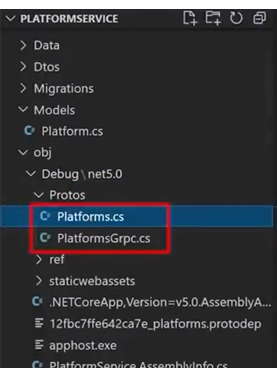 PLATFORMSERVICE
Data
Dtos
Migrations
Models
Platform.cs
obj
Debug\net5.0
Protos
Platforms.cs
PlatformsGrpc.cs
ref
staticwebassets
.NETCoreApp,Version=v5.0.AssemblyA...
12fbc7ffe642ca7e_platforms.protodep
apphost.exe
PlatformService.AssemblyInfo.cs